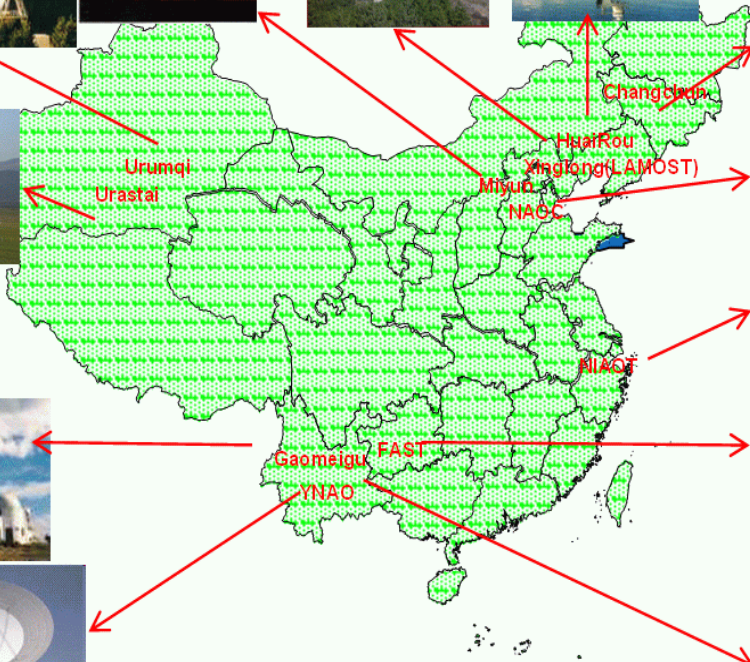 Changchun
HuaiRou
Xinglong(LAMOST)
Urumqi
Miyun
Urastai
NAOC
NIAOT
FAST
Gaomeigu
YNAO